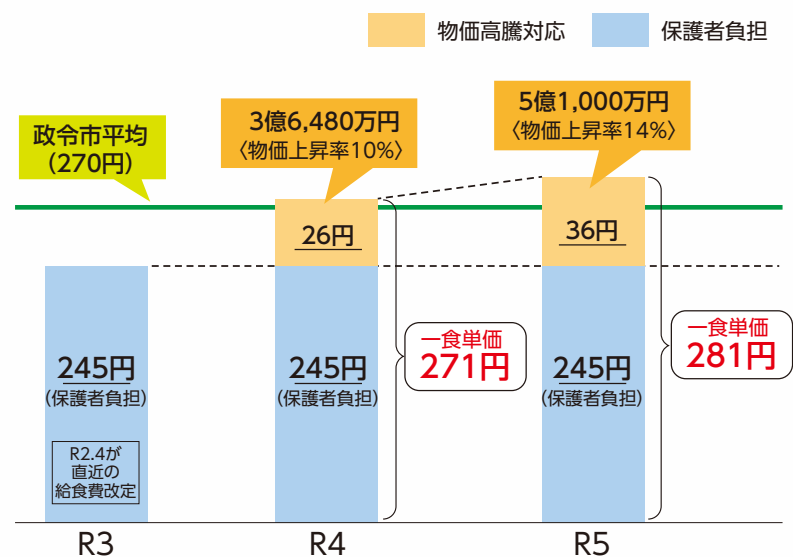 物価高騰対応
保護者負担
政令市平均
（270円）
3億6,480万円
〈物価上昇率10%〉
5億1,000万円
〈物価上昇率14%〉
26円
36円
245円
(保護者負担)
R2.4が
直近の
給食費改定
245円
(保護者負担)
一食単価
271円
245円
(保護者負担)
一食単価
281円
R3
R4
R5